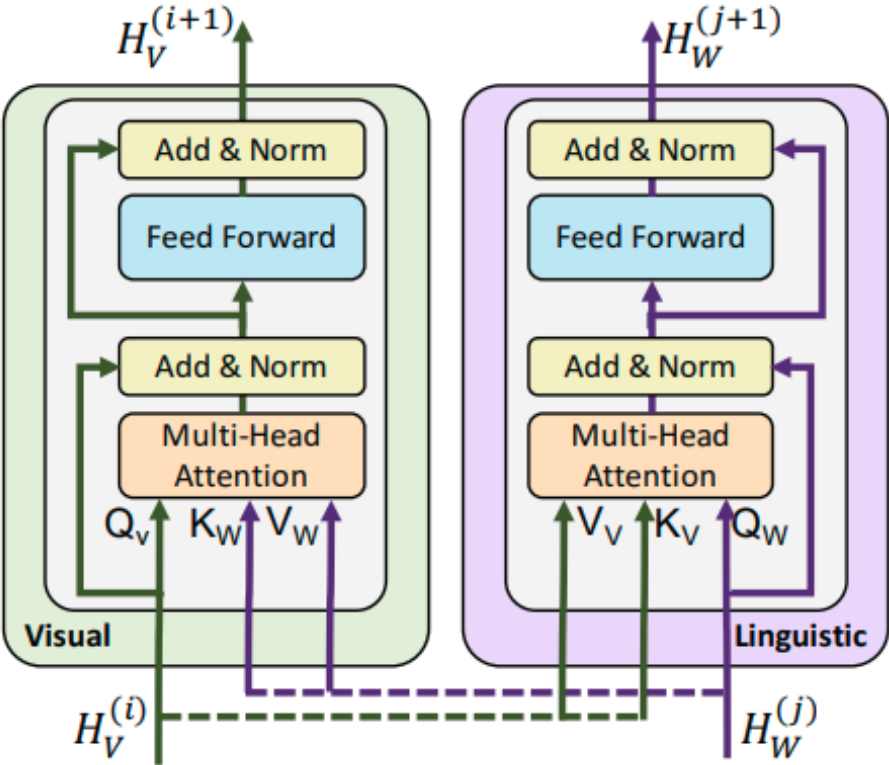 H_V^{(i+1)}
Add & Norm
Feed Forward
Add & Norm
Multi-Head
Attention
Q_v K_W V_W
Visual
H_V^{(i)}
H_W^{(j+1)}
Add & Norm
Feed Forward
Add & Norm
Multi-Head
Attention
V_V K_V Q_W
Linguistic
H_W^{(j)}